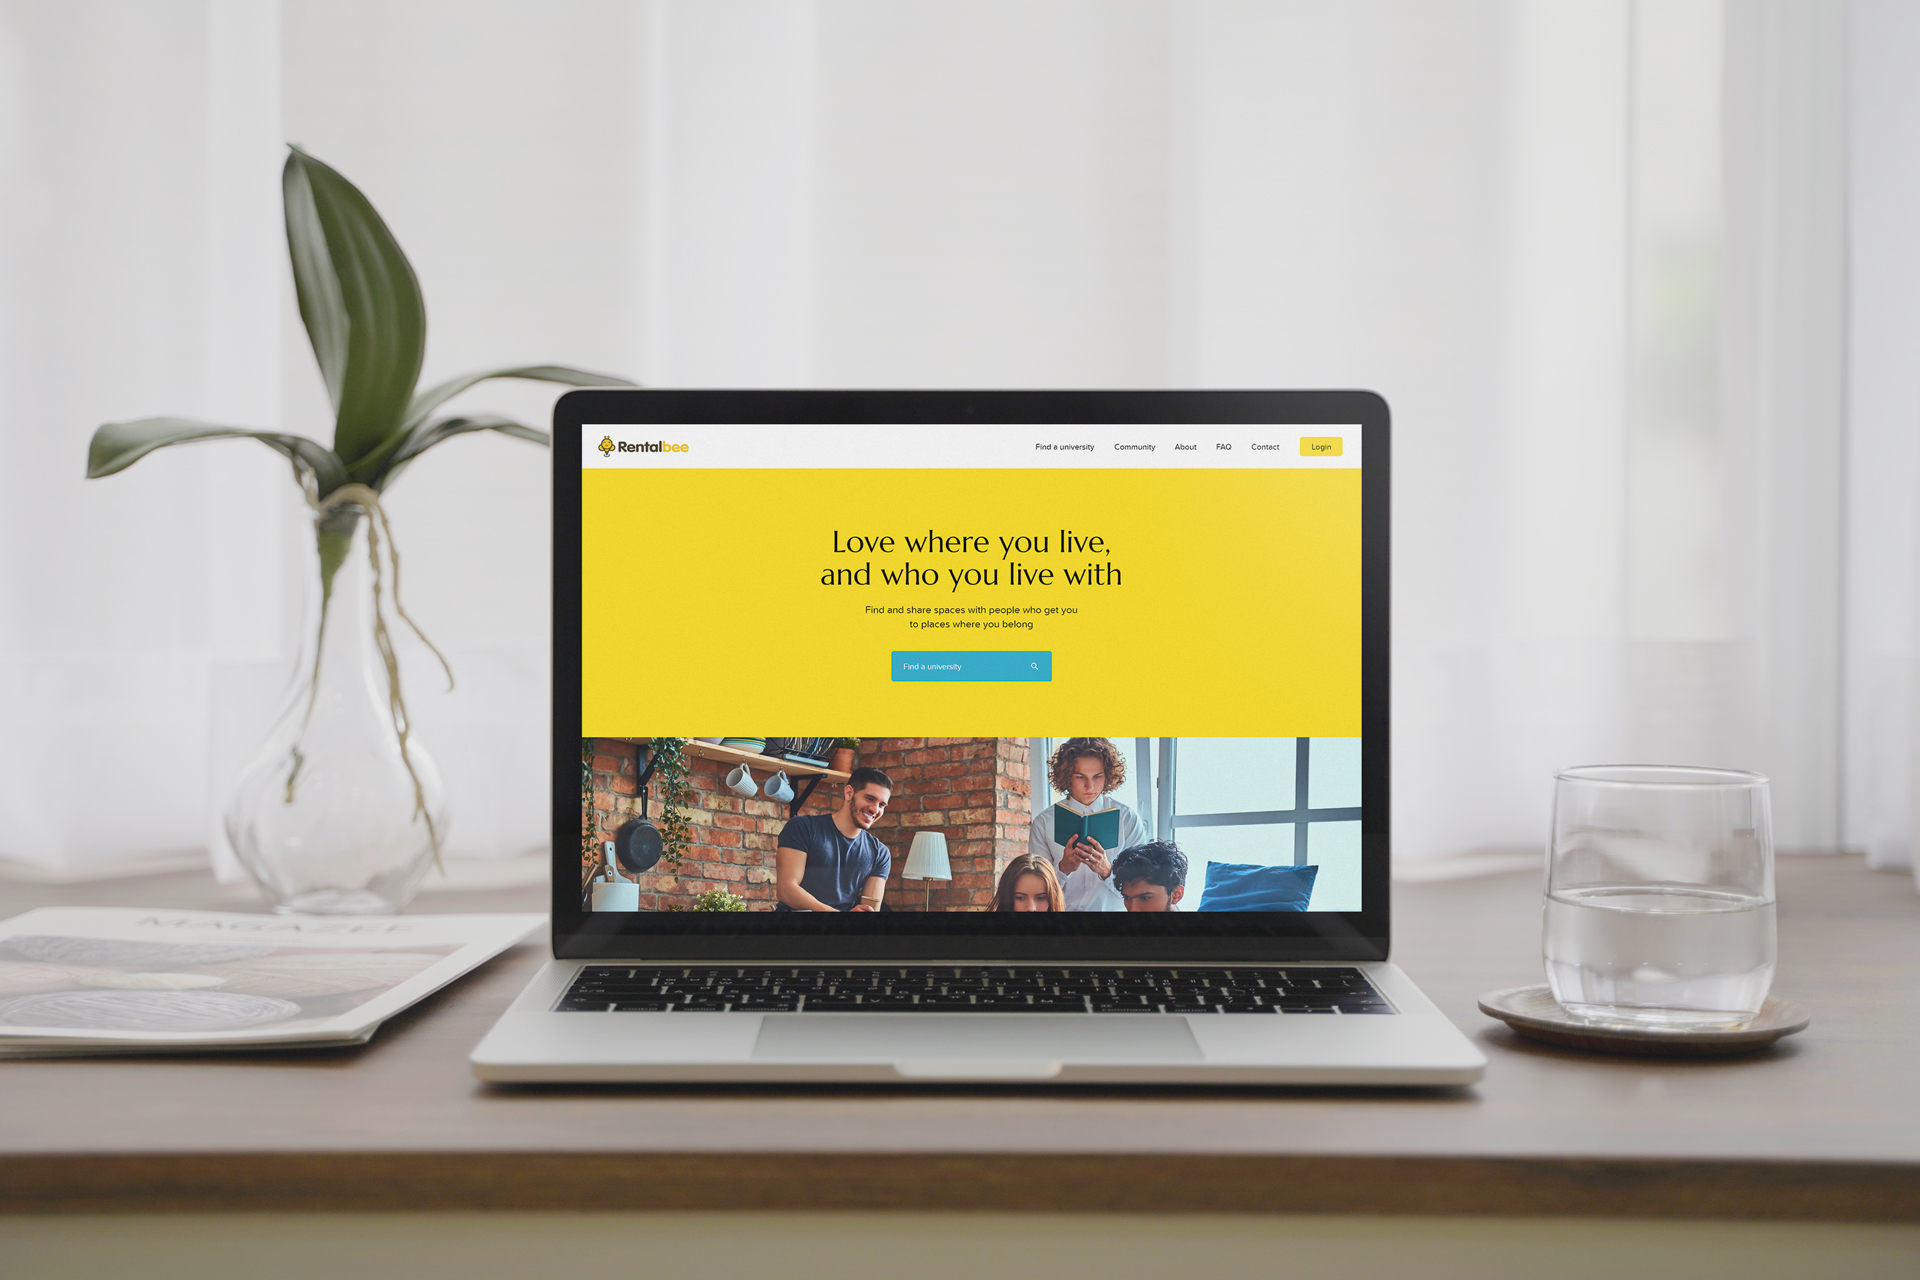 Rentalbee
Find a university
Community
About
FAQ
Contact
Login
Love where you live,
and who you live with
Find and share spaces with people who get you
to places where you belong
Find a university
MAGAZEE